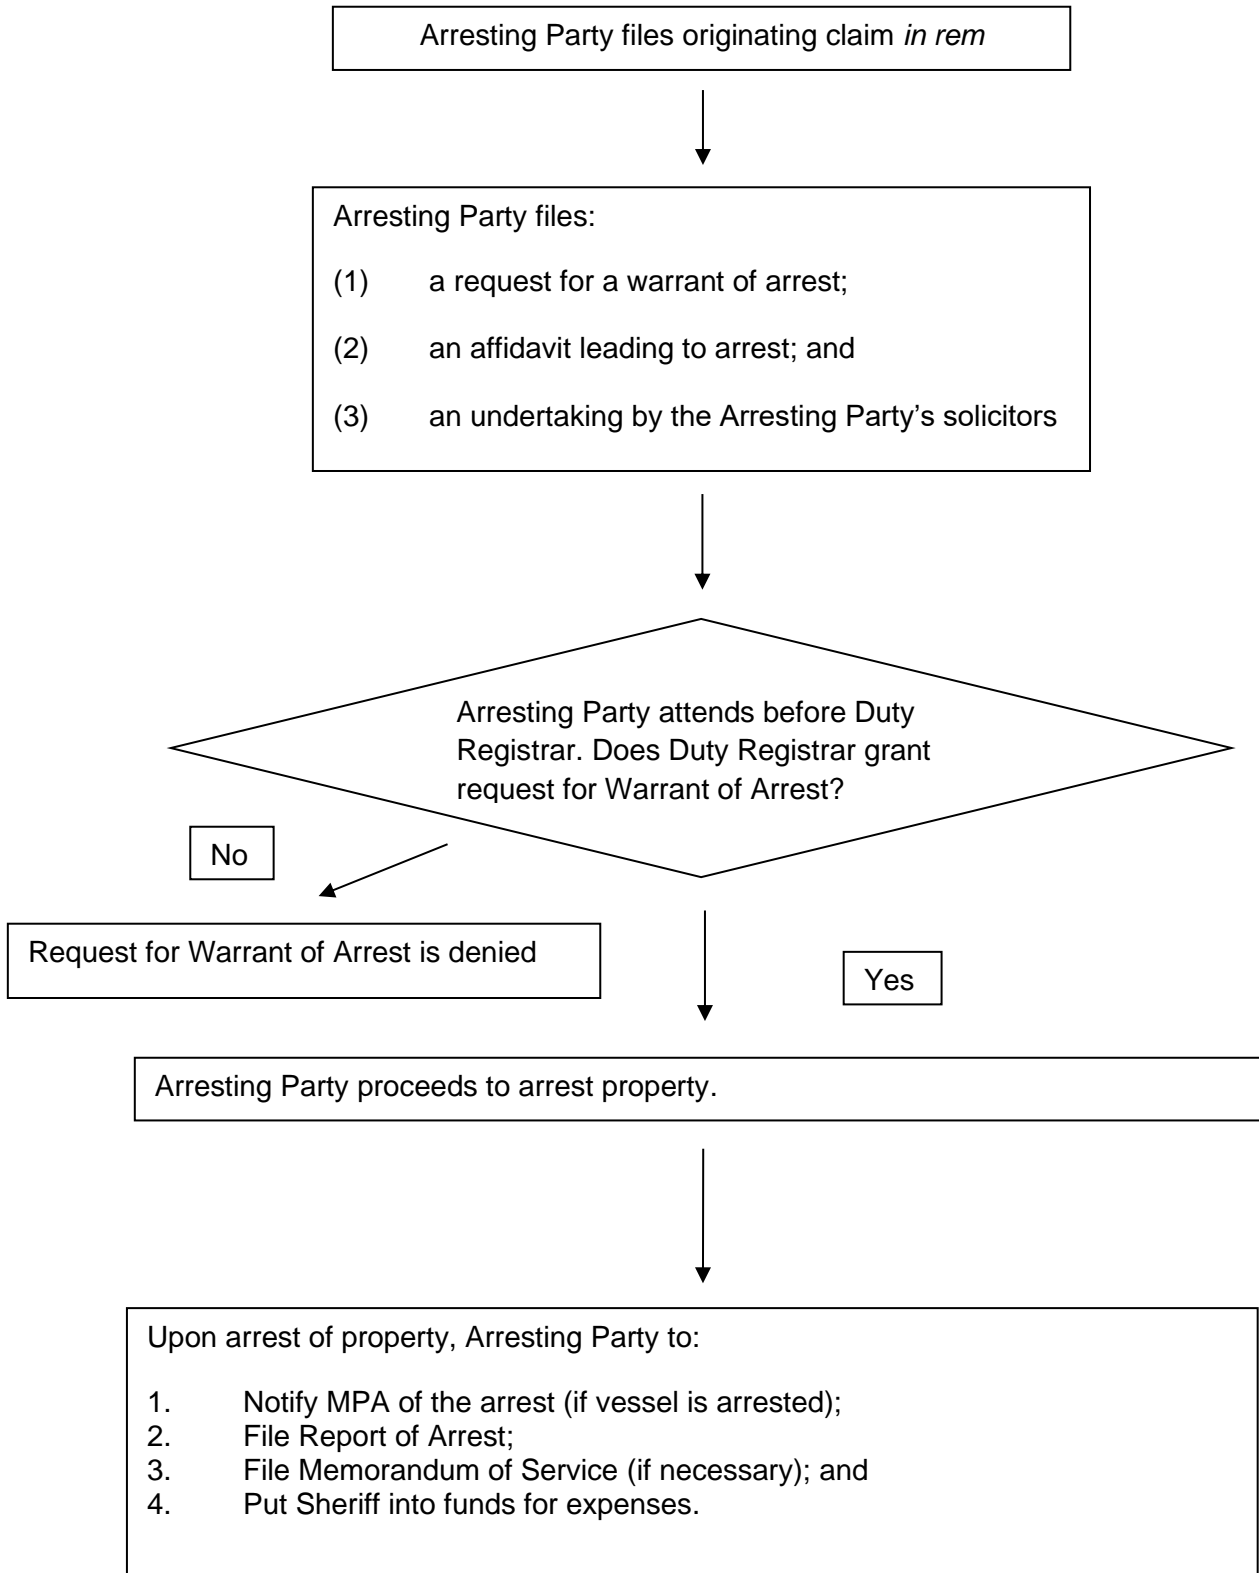 Arresting Party files originating claim in rem
Arresting Party files:
(1) a request for a warrant of arrest;
(2) an affidavit leading to arrest; and
(3) an undertaking by the Arresting Party’s solicitors
Arresting Party attends before Duty
Registrar. Does Duty Registrar grant
request for Warrant of Arrest?
No
Request for Warrant of Arrest is denied
Yes
Arresting Party proceeds to arrest property.
Upon arrest of property, Arresting Party to:
1. Notify MPA of the arrest (if vessel is arrested);
2. File Report of Arrest;
3. File Memorandum of Service (if necessary); and
4. Put Sheriff into funds for expenses.